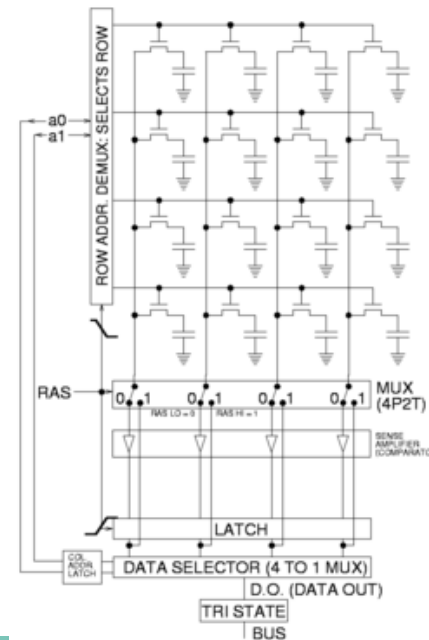 ROW ADDR. DEMUX: SELECTS ROW
a0
a1
RAS
0 1 0 1 0 1 0 1
RAS LO = 0 RAS HI = 1
MUX
(4P2T)
SENSE
AMPLIFIER
(COMPARATO
LATCH
COL.
ADDR.
LATCH
DATA SELECTOR (4 TO 1 MUX)
D.O. (DATA OUT)
TRI STATE
BUS